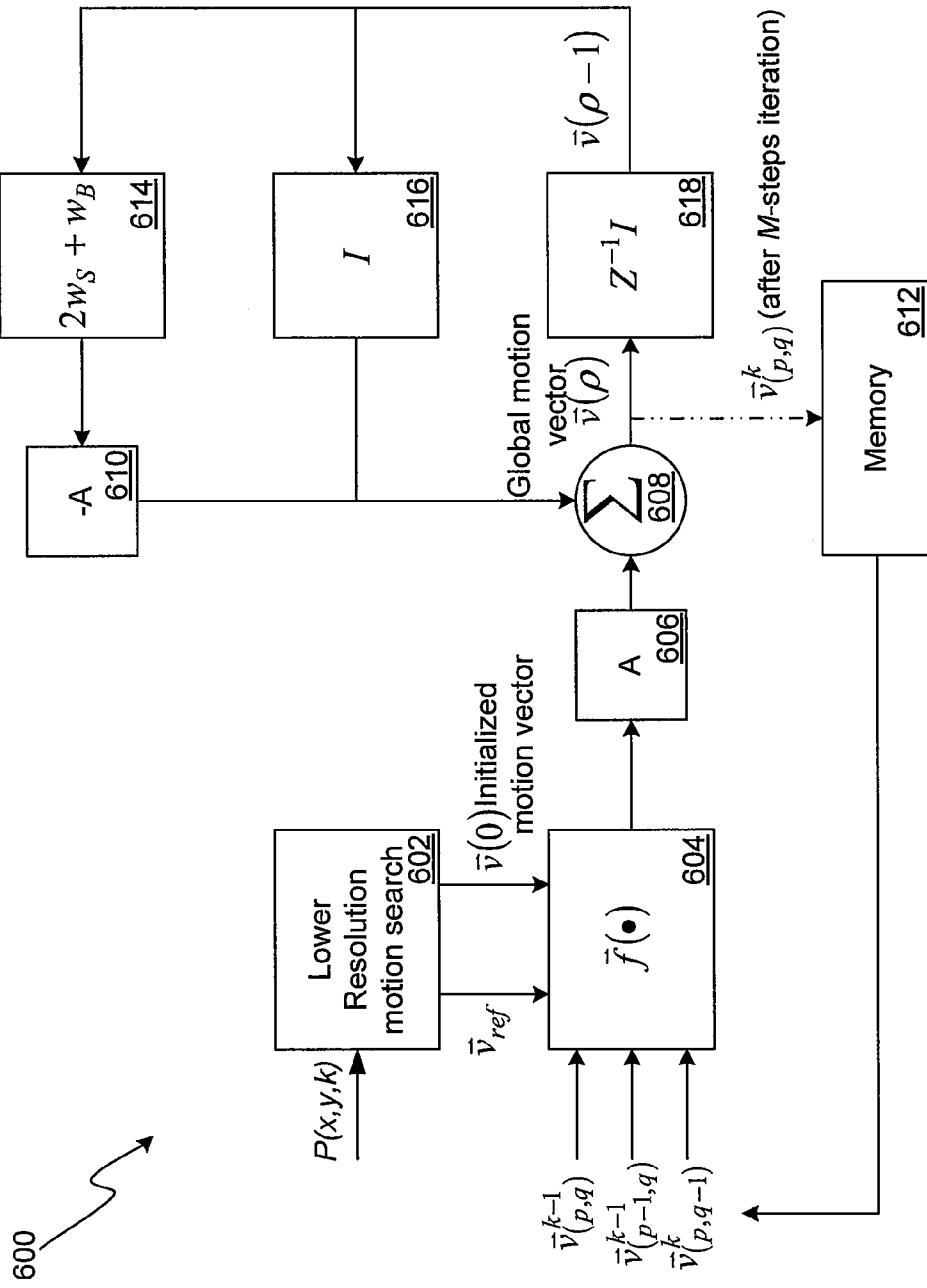 600
2w_S + w_B
614
-A
610
I
616
P(x,y,k)
Lower
Resolution
motion search
602
v̄_ref
v̄(0) Initialized
motion vector
Global motion
vector
v̄(ρ)
v̄(ρ − 1)
v̄^{k−1}_{(p,q)}
v̄^{k−1}_{(p−1,q)}
v̄^k_{(p,q−1)}
f̄(•)
604
A
606
Σ
608
Z^{−1}I
618
v̄^k_{(p,q)} (after M-steps iteration)
Memory
612